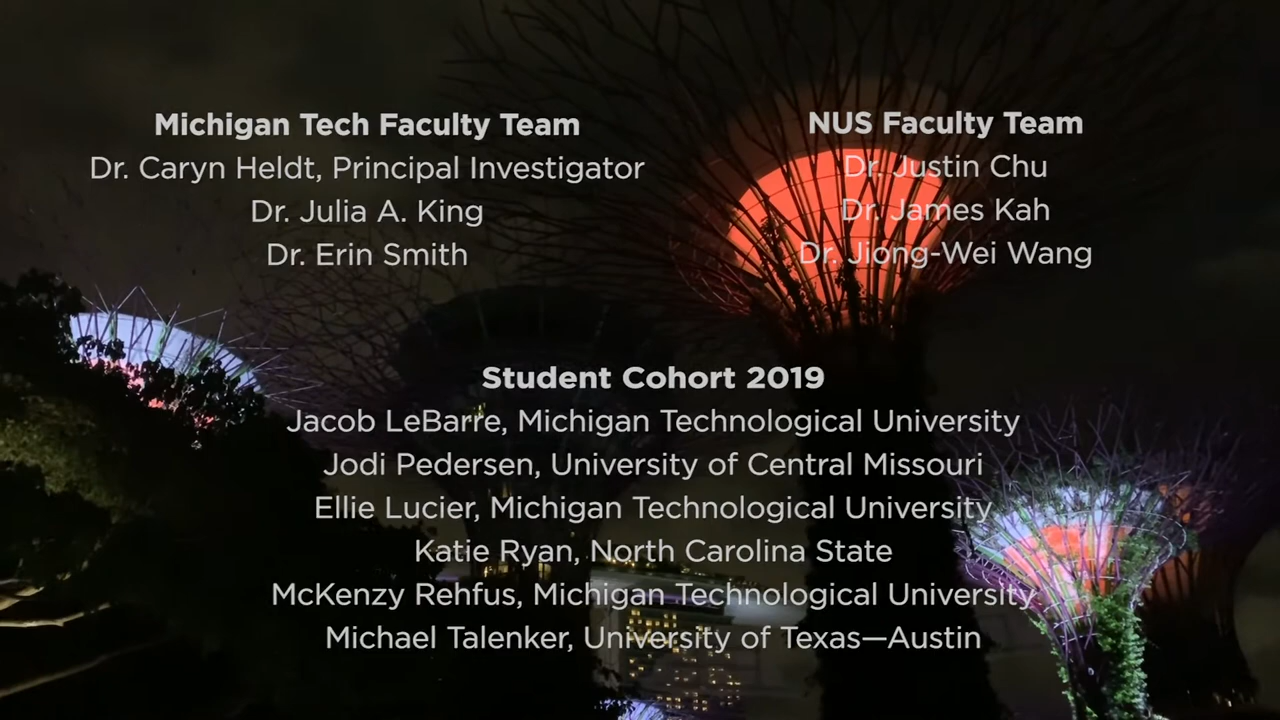 Michigan Tech Faculty Team
Dr. Caryn Heldt, Principal Investigator
Dr. Julia A. King
Dr. Erin Smith
NUS Faculty Team
Dr. Justin Chu
Dr. James Kah
Dr. Jiong-Wei Wang
Student Cohort 2019
Jacob LeBarre, Michigan Technological University
Jodi Pedersen, University of Central Missouri
Ellie Lucier, Michigan Technological University
Katie Ryan, North Carolina State
McKenzy Rehfus, Michigan Technological University
Michael Talenker, University of Texas—Austin